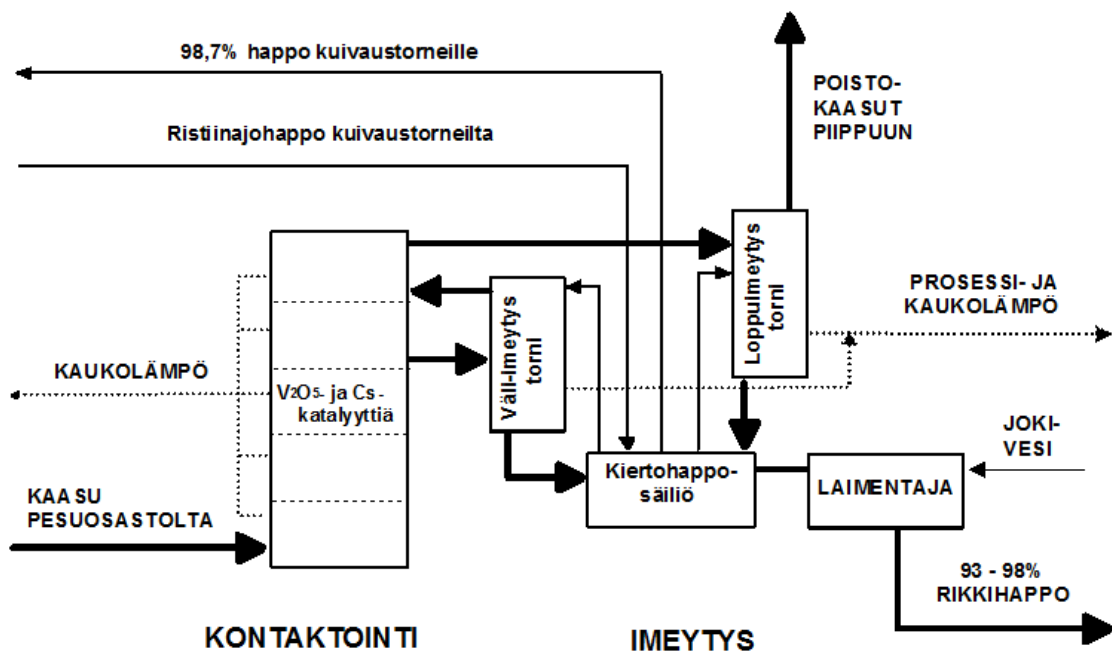 98,7% happo kuivaustorneille
Ristiinajohappo kuivaustorneilta
POISTO-
KAASUT
PIIPPUUN
Loppuimeytys
torni
PROSESSI- JA
KAUKOLÄMPÖ
Väli-imeytys
torni
KAUKOLÄMPÖ
V2O5- ja Cs-
katalyyttiä
JOKI-
VESI
Kiertohappo-
säiliö
LAIMENTAJA
KAASU
PESUOSASTOLTA
93 - 98%
RIKKIHAPPO
KONTAKTOINTI
IMEYTYS